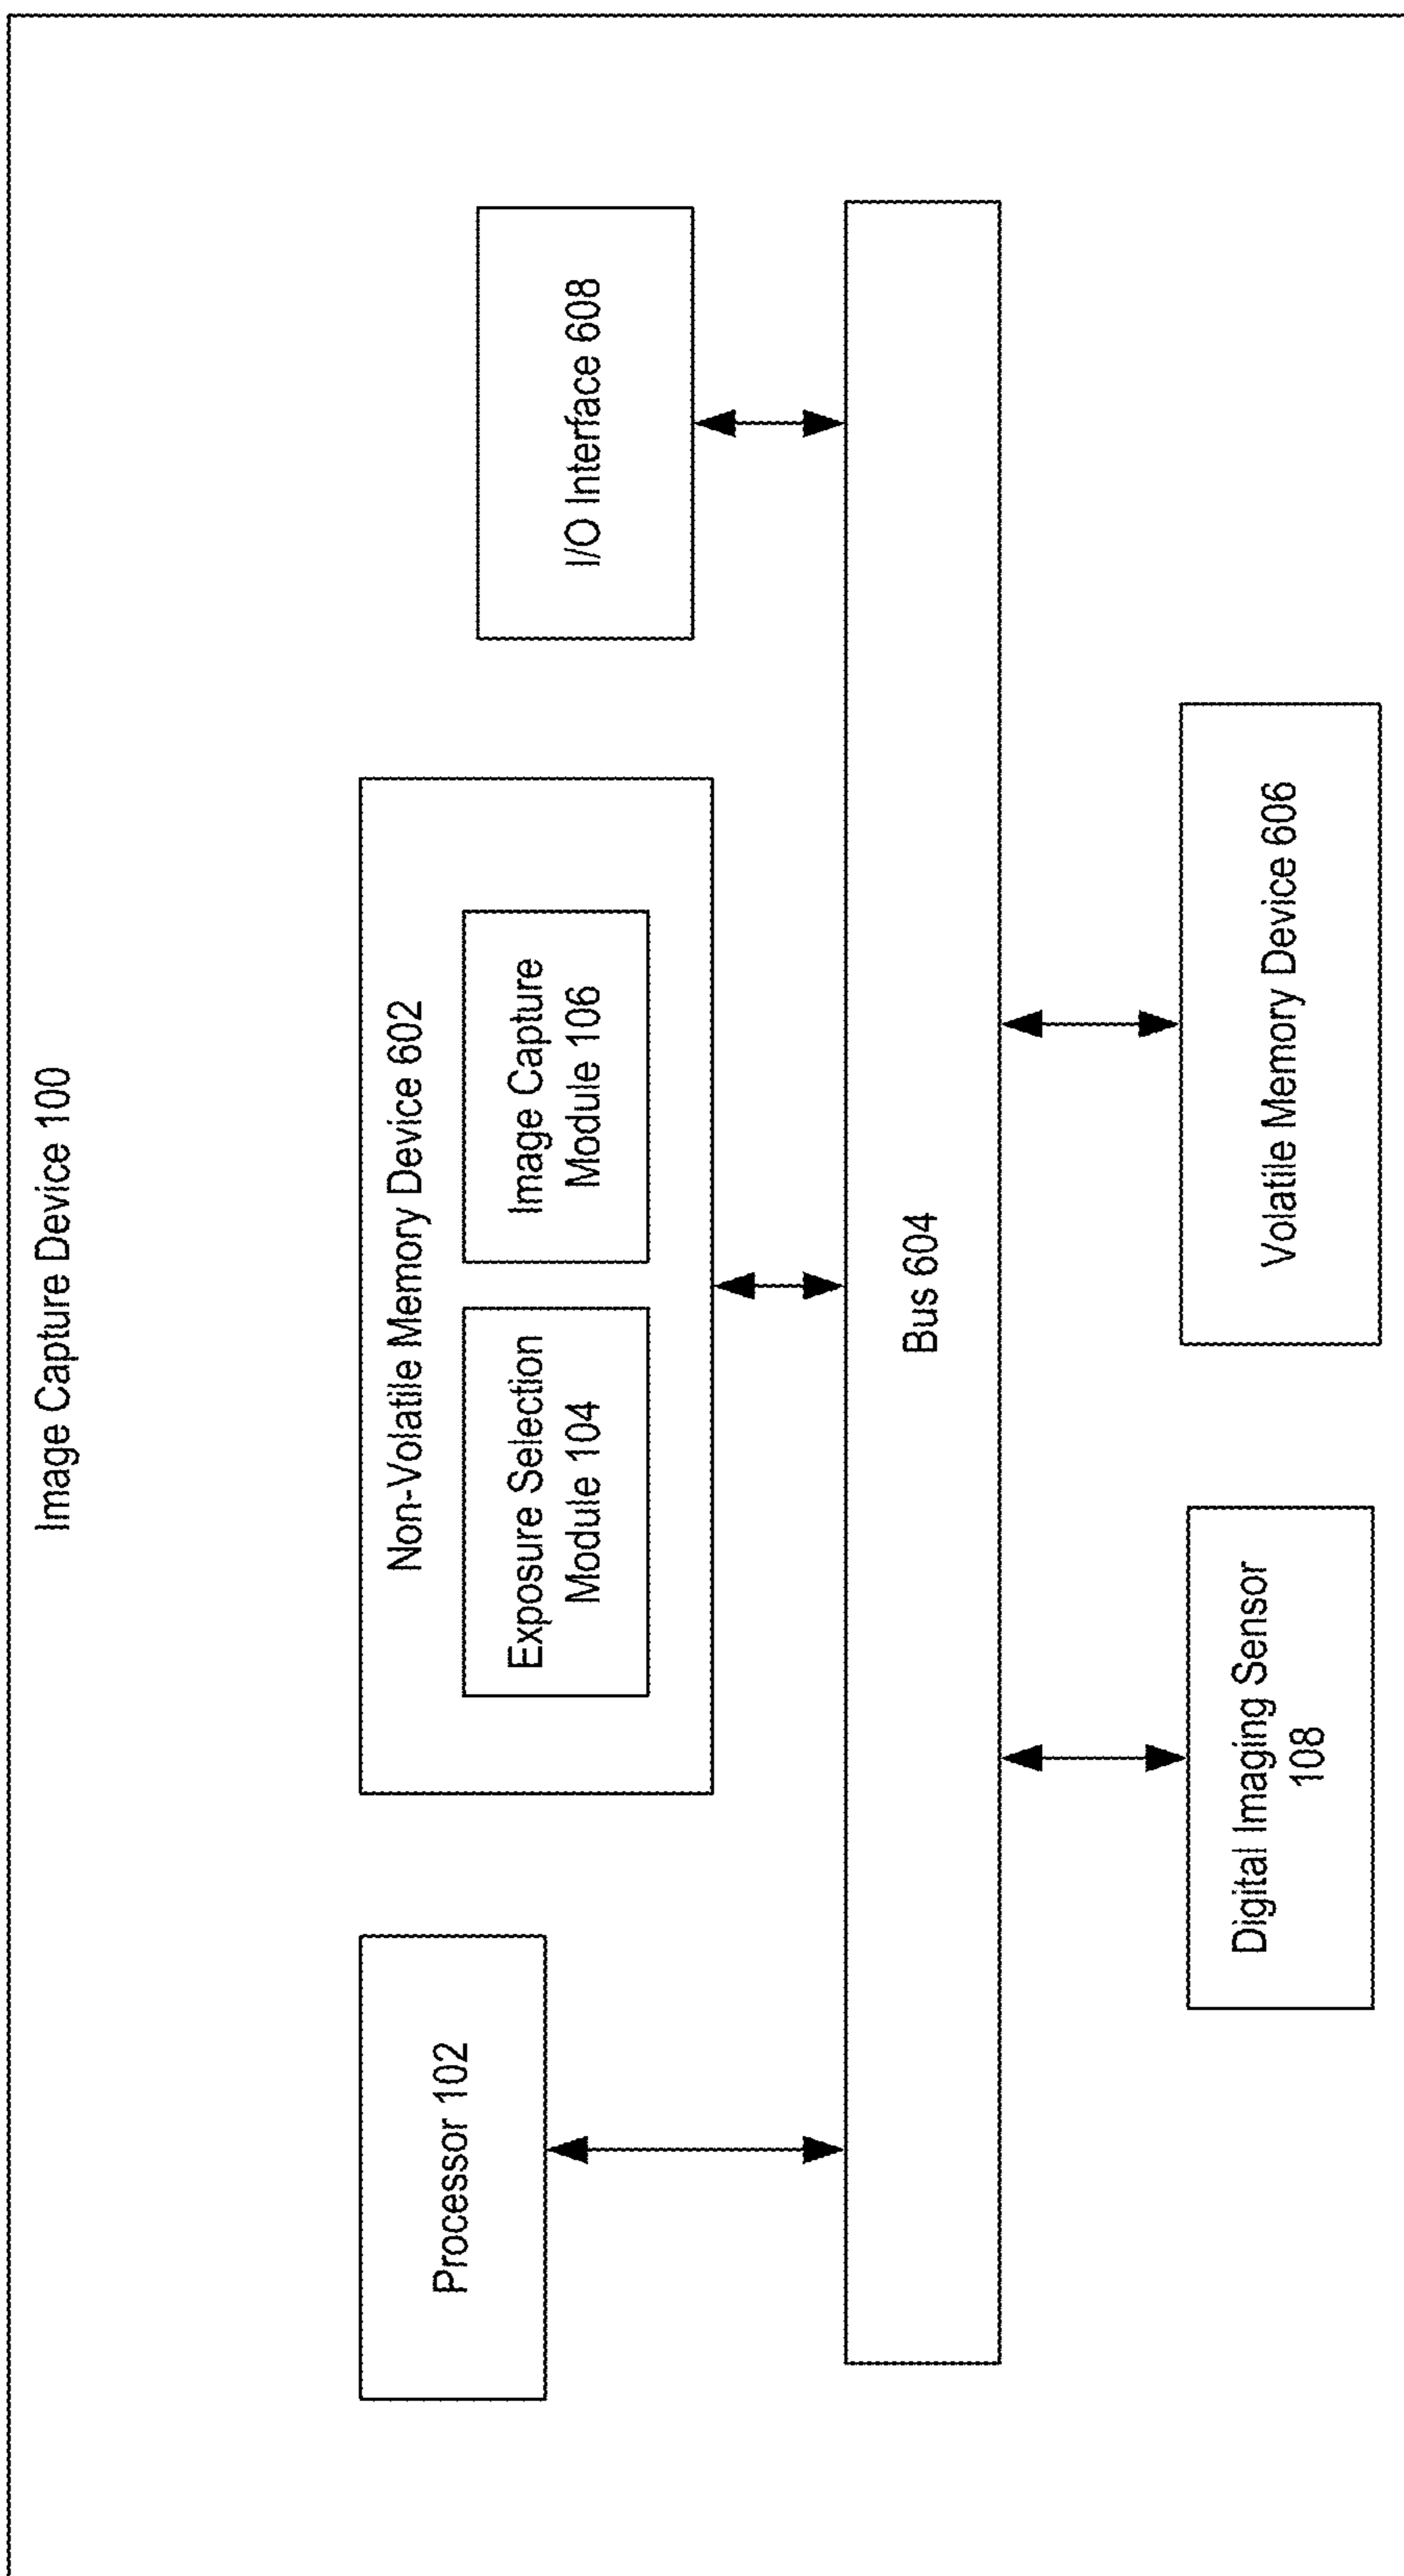 Image Capture Device 100
Processor 102
Non-Volatile Memory Device 602
Exposure Selection
Module 104
Image Capture
Module 106
I/O Interface 608
Bus 604
Digital Imaging Sensor
108
Volatile Memory Device 606